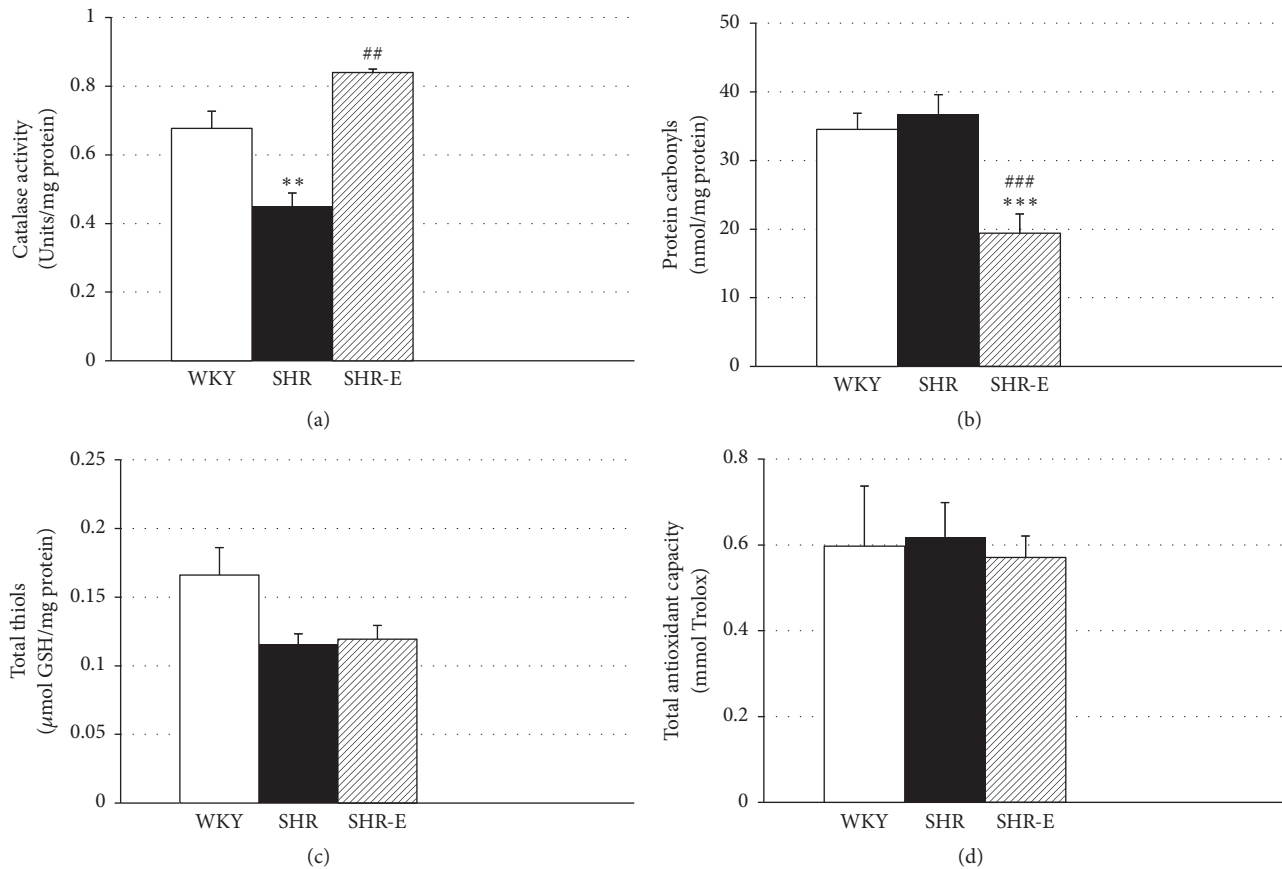 Catalase activity
(Units/mg protein)
1
0.8
0.6
0.4
0.2
0
##
**
WKY SHR SHR-E
(a)
Protein carbonyls
(nmol/mg protein)
50
40
30
20
10
0
###
***
WKY SHR SHR-E
(b)
Total thiols
(μmol GSH/mg protein)
0.25
0.2
0.15
0.1
0.05
0
WKY SHR SHR-E
(c)
Total antioxidant capacity
(mmol Trolox)
0.8
0.6
0.4
0.2
0
WKY SHR SHR-E
(d)